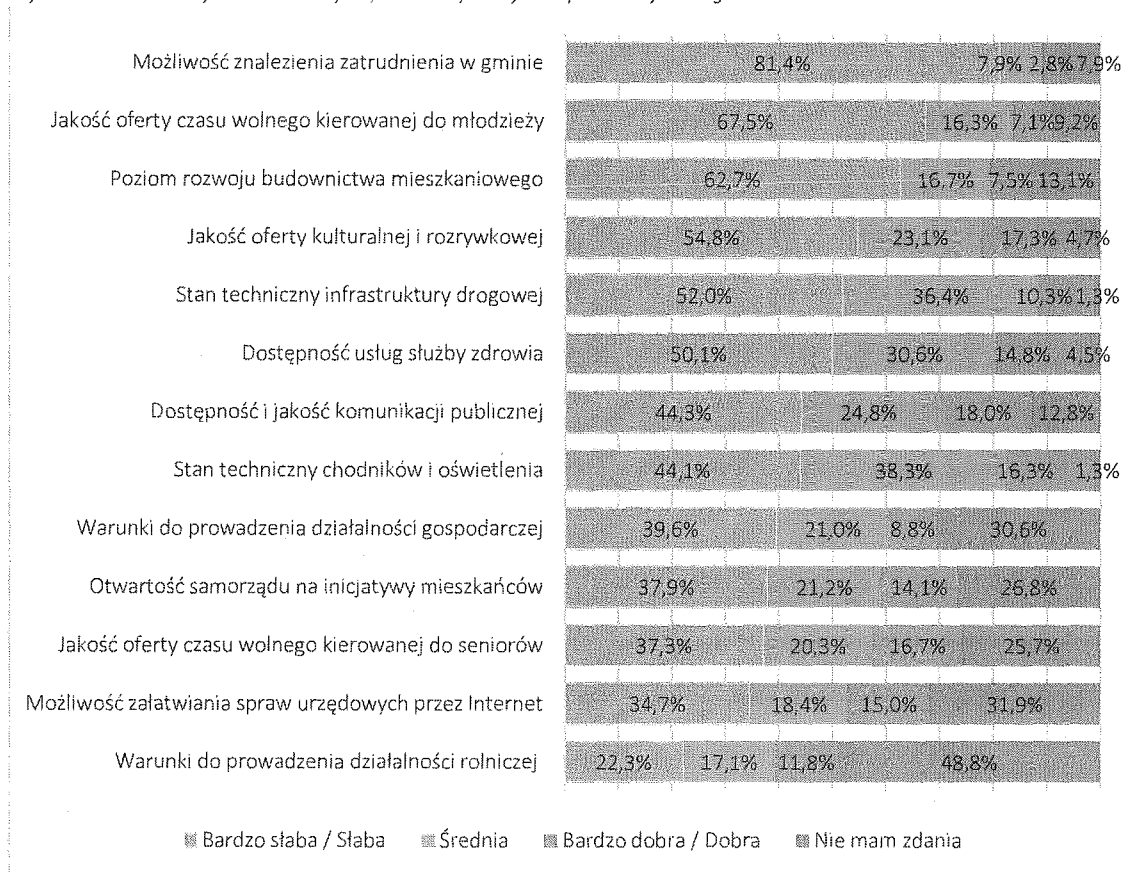 Możliwość znalezienia zatrudnienia w gminie 81,4% 7,9% 2,8% 7,9%
Jakość oferty czasu wolnego kierowanej do młodzieży 67,5% 16,3% 7,1% 9,2%
Poziom rozwoju budownictwa mieszkaniowego 62,7% 16,7% 7,5% 13,1%
Jakość oferty kulturalnej i rozrywkowej 54,8% 23,1% 17,3% 4,7%
Stan techniczny infrastruktury drogowej 52,0% 36,4% 10,3% 1,3%
Dostępność usług służby zdrowia 50,1% 30,6% 14,8% 4,5%
Dostępność i jakość komunikacji publicznej 44,3% 24,8% 18,0% 12,8%
Stan techniczny chodników i oświetlenia 44,1% 38,3% 16,3% 1,3%
Warunki do prowadzenia działalności gospodarczej 39,6% 21,0% 8,8% 30,6%
Otwartość samorządu na inicjatywy mieszkańców 37,9% 21,2% 14,1% 26,8%
Jakość oferty czasu wolnego kierowanej do seniorów 37,3% 20,3% 16,7% 25,7%
Możliwość załatwiania spraw urzędowych przez Internet 34,7% 18,4% 15,0% 31,9%
Warunki do prowadzenia działalności rolniczej 22,3% 17,1% 11,8% 48,8%
Bardzo słaba / Słaba Średnia Bardzo dobra / Dobra Nie mam zdania